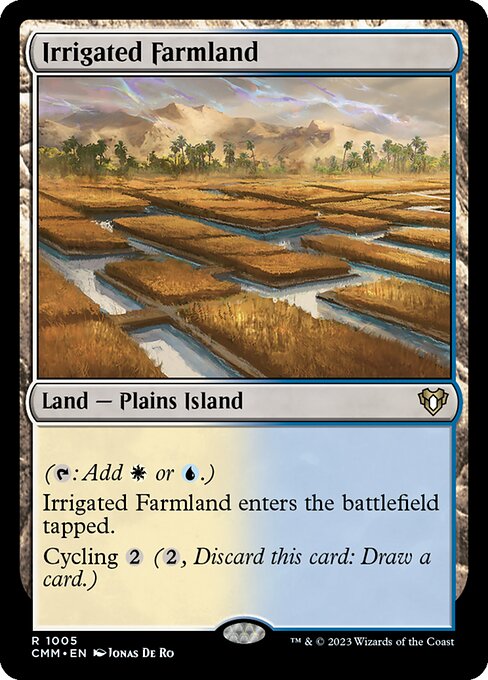 Irrigated Farmland
Land — Plains Island
(T: Add W or U.)
Irrigated Farmland enters the battlefield
tapped.
Cycling 2 (2, Discard this card: Draw a
card.)
R 1005
CMM • EN Jonas De Ro
™ & © 2023 Wizards of the Coast